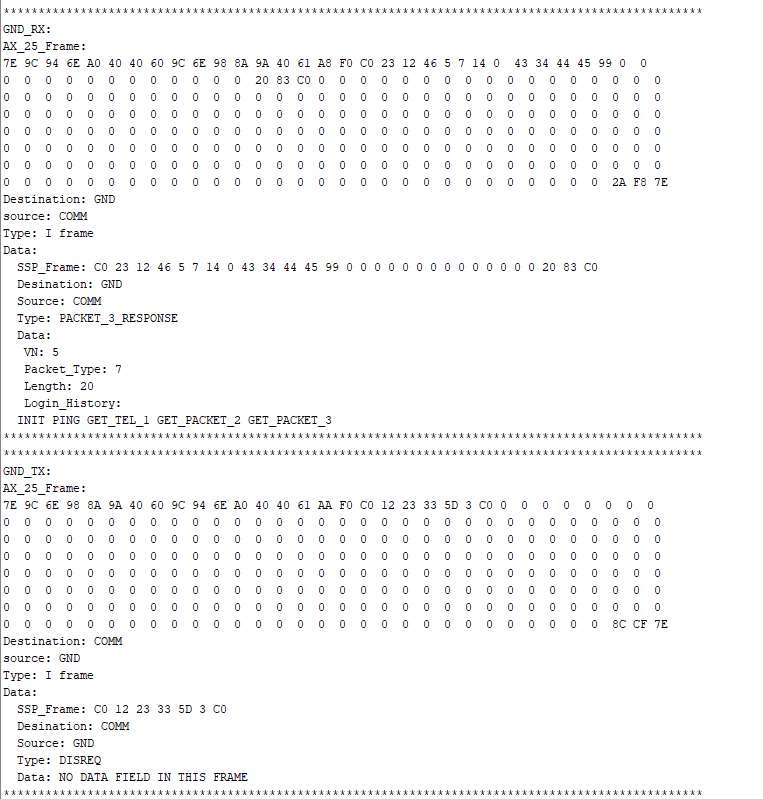 ****************************************************************************************************
GND_RX:
AX_25_Frame:
7E 9C 94 6E A0 40 40 60 9C 6E 98 8A 9A 40 61 A8 F0 C0 23 12 46 5 7 14 0 43 34 44 45 99 0 0
0 0 0 0 0 0 0 0 0 0 0 0 20 83 C0 0 0 0 0 0 0 0 0 0 0 0 0 0 0 0 0 0
0 0 0 0 0 0 0 0 0 0 0 0 0 0 0 0 0 0 0 0 0 0 0 0 0 0 0 0 0 0 0 0
0 0 0 0 0 0 0 0 0 0 0 0 0 0 0 0 0 0 0 0 0 0 0 0 0 0 0 0 0 0 0 0
0 0 0 0 0 0 0 0 0 0 0 0 0 0 0 0 0 0 0 0 0 0 0 0 0 0 0 0 0 0 0 0
0 0 0 0 0 0 0 0 0 0 0 0 0 0 0 0 0 0 0 0 0 0 0 0 0 0 0 0 0 0 0 0
0 0 0 0 0 0 0 0 0 0 0 0 0 0 0 0 0 0 0 0 0 0 0 0 0 0 0 0 0 0 0 0
0 0 0 0 0 0 0 0 0 0 0 0 0 0 0 0 0 0 0 0 0 0 0 0 0 0 0 0 0 2A F8 7E
Destination: GND
source: COMM
Type: I frame
Data:
SSP_Frame: C0 23 12 46 5 7 14 0 43 34 44 45 99 0 0 0 0 0 0 0 0 0 0 0 0 0 0 20 83 C0
Desination: GND
Source: COMM
Type: PACKET_3_RESPONSE
Data:
VN: 5
Packet_Type: 7
Length: 20
Login_History:
INIT PING GET_TEL_1 GET_PACKET_2 GET_PACKET_3
****************************************************************************************************
****************************************************************************************************
GND_TX:
AX_25_Frame:
7E 9C 6E 98 8A 9A 40 60 9C 94 6E A0 40 40 61 AA F0 C0 12 23 33 5D 3 C0 0 0 0 0 0 0 0 0
0 0 0 0 0 0 0 0 0 0 0 0 0 0 0 0 0 0 0 0 0 0 0 0 0 0 0 0 0 0 0 0
0 0 0 0 0 0 0 0 0 0 0 0 0 0 0 0 0 0 0 0 0 0 0 0 0 0 0 0 0 0 0 0
0 0 0 0 0 0 0 0 0 0 0 0 0 0 0 0 0 0 0 0 0 0 0 0 0 0 0 0 0 0 0 0
0 0 0 0 0 0 0 0 0 0 0 0 0 0 0 0 0 0 0 0 0 0 0 0 0 0 0 0 0 0 0 0
0 0 0 0 0 0 0 0 0 0 0 0 0 0 0 0 0 0 0 0 0 0 0 0 0 0 0 0 0 0 0 0
0 0 0 0 0 0 0 0 0 0 0 0 0 0 0 0 0 0 0 0 0 0 0 0 0 0 0 0 0 0 0 0
0 0 0 0 0 0 0 0 0 0 0 0 0 0 0 0 0 0 0 0 0 0 0 0 0 0 0 0 0 8C CF 7E
Destination: COMM
source: GND
Type: I frame
Data:
SSP_Frame: C0 12 23 33 5D 3 C0
Desination: COMM
Source: GND
Type: DISREQ
Data: NO DATA FIELD IN THIS FRAME
****************************************************************************************************